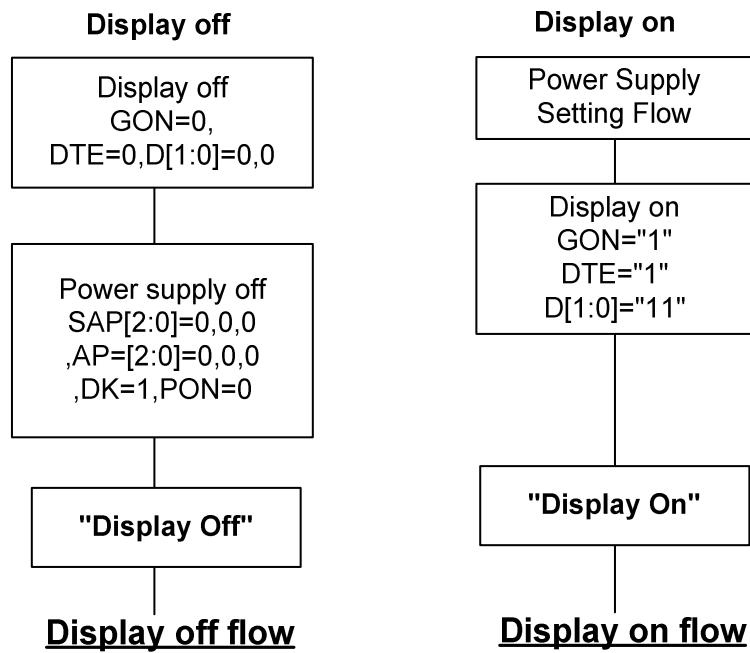 Display off
Display off
GON=0,
DTE=0,D[1:0]=0,0
Power supply off
SAP[2:0]=0,0,0
,AP=[2:0]=0,0,0
,DK=1,PON=0
"Display Off"
Display off flow
Display on
Power Supply
Setting Flow
Display on
GON="1"
DTE="1"
D[1:0]="11"
"Display On"
Display on flow